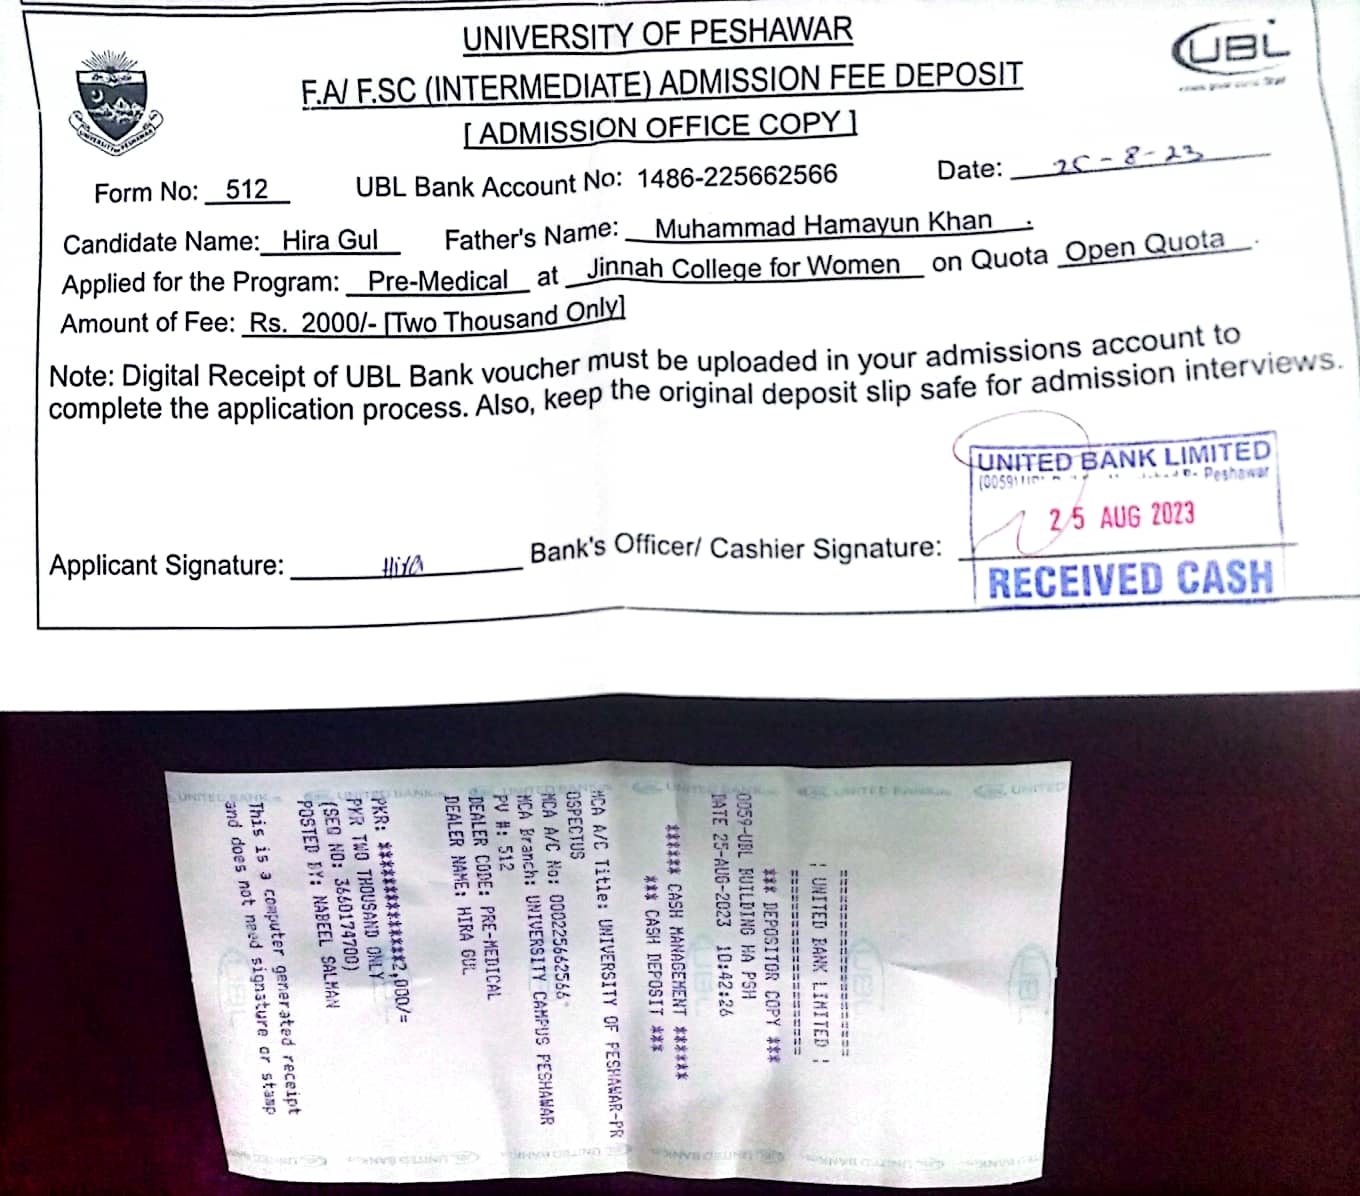 UNIVERSITY OF PESHAWAR
F.A/ F.SC (INTERMEDIATE) ADMISSION FEE DEPOSIT
[ ADMISSION OFFICE COPY ]
UBL
UNIVERSITY OF PESHAWAR
Form No: 512 UBL Bank Account No: 1486-225662566 Date: 25-8-23
Candidate Name: Hira Gul Father's Name: Muhammad Hamayun Khan .
Applied for the Program: Pre-Medical at Jinnah College for Women on Quota Open Quota .
Amount of Fee: Rs. 2000/- [Two Thousand Only]
Note: Digital Receipt of UBL Bank voucher must be uploaded in your admissions account to
complete the application process. Also, keep the original deposit slip safe for admission interviews.
UNITED BANK LIMITED
(0059) Peshawar
25 AUG 2023
RECEIVED CASH
Applicant Signature: Hira Bank's Officer/ Cashier Signature:
==========================
! UNITED BANK LIMITED !
==========================
*** DEPOSITOR COPY ***
0059-UBL BUILDING HA PSH
DATE 25-AUG-2023 10:42:26
****** CASH MANAGEMENT ******
*** CASH DEPOSIT ***
MCA A/C Title: UNIVERSITY OF PESHAWAR-PR
OSPECTUS
MCA A/C No: 000225662566
MCA Branch: UNIVERSITY CAMPUS PESHAWAR
PV #: 512
DEALER CODE: PRE-MEDICAL
DEALER NAME: HIRA GUL
PKR: **************2,000/=
PKR TWO THOUSAND ONLY
(SEQ NO: 3660174700)
POSTED BY: NABEEL SALMAN
This is a computer generated receipt
and does not need signature or stamp